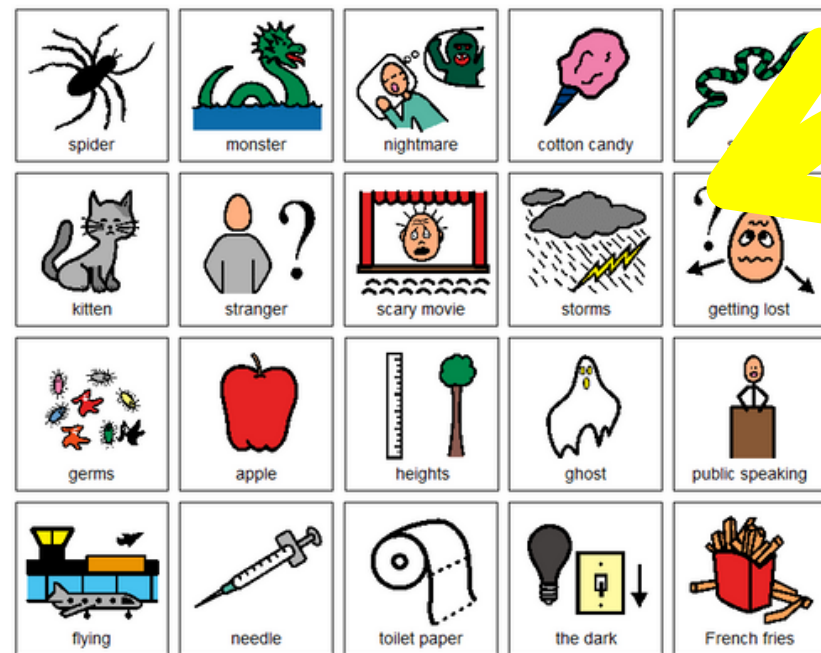 spider
monster
nightmare
cotton candy
kitten
stranger
scary movie
storms
getting lost
germs
apple
heights
ghost
public speaking
flying
needle
toilet paper
the dark
French fries